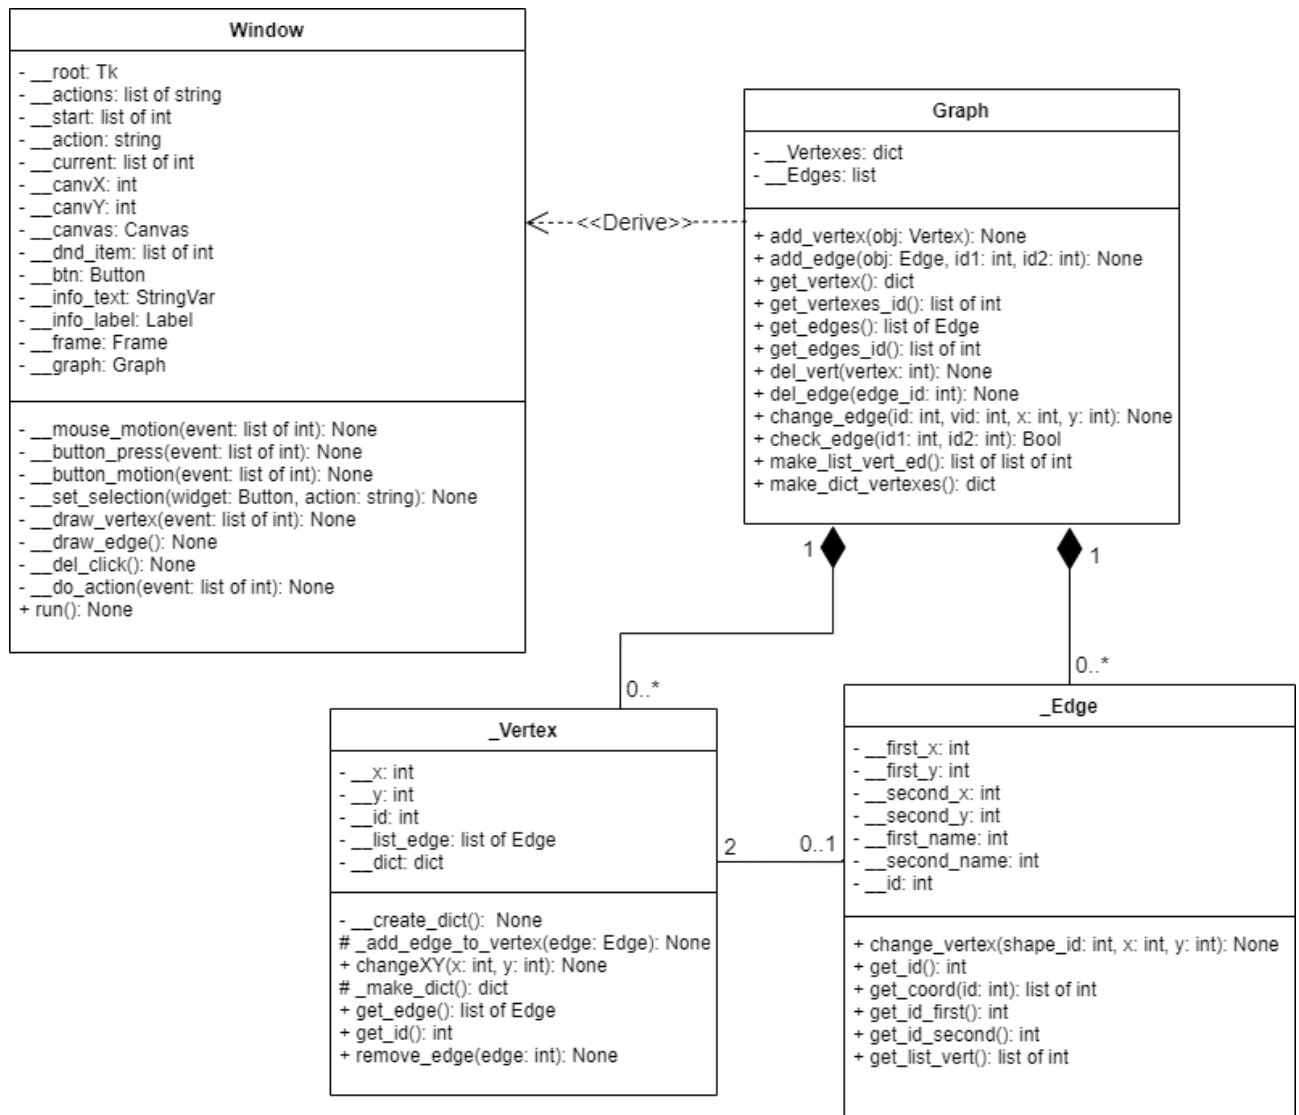 Window
- __root: Tk
- __actions: list of string
- __start: list of int
- __action: string
- __current: list of int
- __canvX: int
- __canvY: int
- __canvas: Canvas
- __dnd_item: list of int
- __btn: Button
- __info_text: StringVar
- __info_label: Label
- __frame: Frame
- __graph: Graph
- __mouse_motion(event: list of int): None
- __button_press(event: list of int): None
- __button_motion(event: list of int): None
- __set_selection(widget: Button, action: string): None
- __draw_vertex(event: list of int): None
- __draw_edge(): None
- __del_click(): None
- __do_action(event: list of int): None
+ run(): None
<<Derive>>
Graph
- __Vertexes: dict
- __Edges: list
+ add_vertex(obj: Vertex): None
+ add_edge(obj: Edge, id1: int, id2: int): None
+ get_vertex(): dict
+ get_vertexes_id(): list of int
+ get_edges(): list of Edge
+ get_edges_id(): list of int
+ del_vert(vertex: int): None
+ del_edge(edge_id: int): None
+ change_edge(id: int, vid: int, x: int, y: int): None
+ check_edge(id1: int, id2: int): Bool
+ make_list_vert_ed(): list of list of int
+ make_dict_vertexes(): dict
1
1
0..*
0..*
_Vertex
- __x: int
- __y: int
- __id: int
- __list_edge: list of Edge
- __dict: dict
- __create_dict():  None
# _add_edge_to_vertex(edge: Edge): None
+ changeXY(x: int, y: int): None
# _make_dict(): dict
+ get_edge(): list of Edge
+ get_id(): int
+ remove_edge(edge: int): None
2
0..1
_Edge
- __first_x: int
- __first_y: int
- __second_x: int
- __second_y: int
- __first_name: int
- __second_name: int
- __id: int
+ change_vertex(shape_id: int, x: int, y: int): None
+ get_id(): int
+ get_coord(id: int): list of int
+ get_id_first(): int
+ get_id_second(): int
+ get_list_vert(): list of int